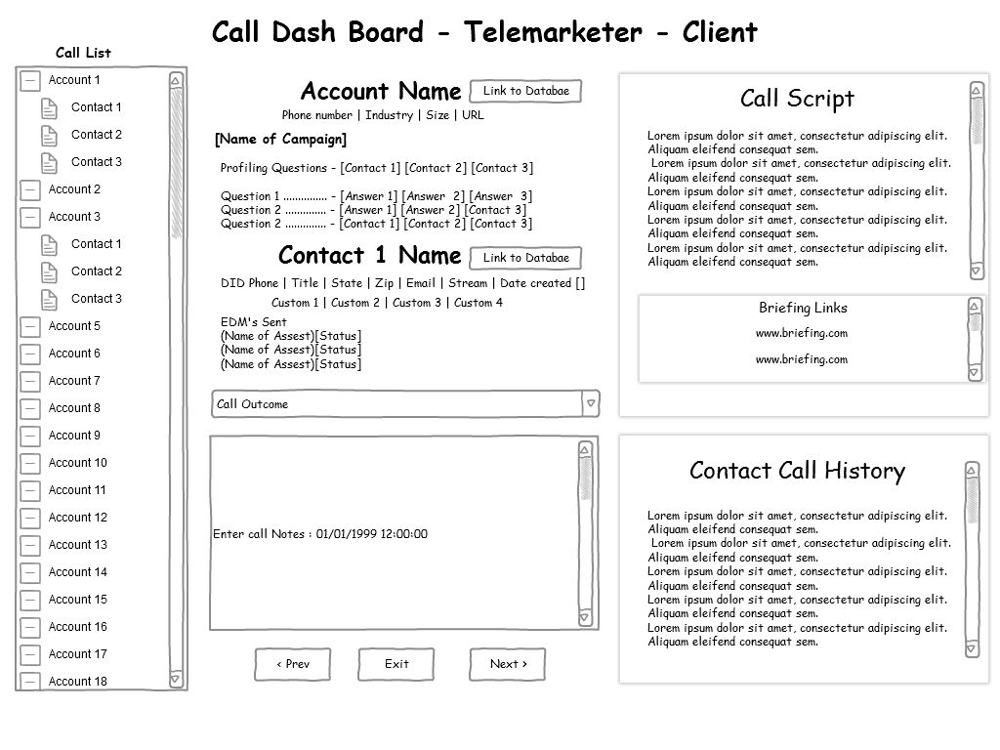 Call Dash Board - Telemarketer - Client
Call List
Account 1
Contact 1
Contact 2
Contact 3
Account 2
Account 3
Contact 1
Contact 2
Contact 3
Account 5
Account 6
Account 7
Account 8
Account 9
Account 10
Account 11
Account 12
Account 13
Account 14
Account 15
Account 16
Account 17
Account 18
Account Name
Link to Databae
Phone number | Industry | Size | URL
[Name of Campaign]
Profiling Questions - [Contact 1] [Contact 2] [Contact 3]
Question 1 ............... - [Answer 1] [Answer  2] [Answer  3]
Question 2 .............. - [Answer 1] [Answer 2] [Contact 3]
Question 2 .............. - [Contact 1] [Contact 2] [Contact 3]
Contact 1 Name
Link to Databae
DID Phone | Title | State | Zip | Email | Stream | Date created []
Custom 1 | Custom 2 | Custom 3 | Custom 4
EDM's Sent
(Name of Assest)[Status]
(Name of Assest)[Status]
(Name of Assest)[Status]
Call Outcome
Enter call Notes : 01/01/1999 12:00:00
< Prev
Exit
Next >
Call Script
Lorem ipsum dolor sit amet, consectetur adipiscing elit.
Aliquam eleifend consequat sem.
Lorem ipsum dolor sit amet, consectetur adipiscing elit.
Aliquam eleifend consequat sem.
Lorem ipsum dolor sit amet, consectetur adipiscing elit.
Aliquam eleifend consequat sem.
Lorem ipsum dolor sit amet, consectetur adipiscing elit.
Aliquam eleifend consequat sem.
Lorem ipsum dolor sit amet, consectetur adipiscing elit.
Aliquam eleifend consequat sem.
Briefing Links
www.briefing.com
www.briefing.com
Contact Call History
Lorem ipsum dolor sit amet, consectetur adipiscing elit.
Aliquam eleifend consequat sem.
Lorem ipsum dolor sit amet, consectetur adipiscing elit.
Aliquam eleifend consequat sem.
Lorem ipsum dolor sit amet, consectetur adipiscing elit.
Aliquam eleifend consequat sem.
Lorem ipsum dolor sit amet, consectetur adipiscing elit.
Aliquam eleifend consequat sem.
Lorem ipsum dolor sit amet, consectetur adipiscing elit.
Aliquam eleifend consequat sem.